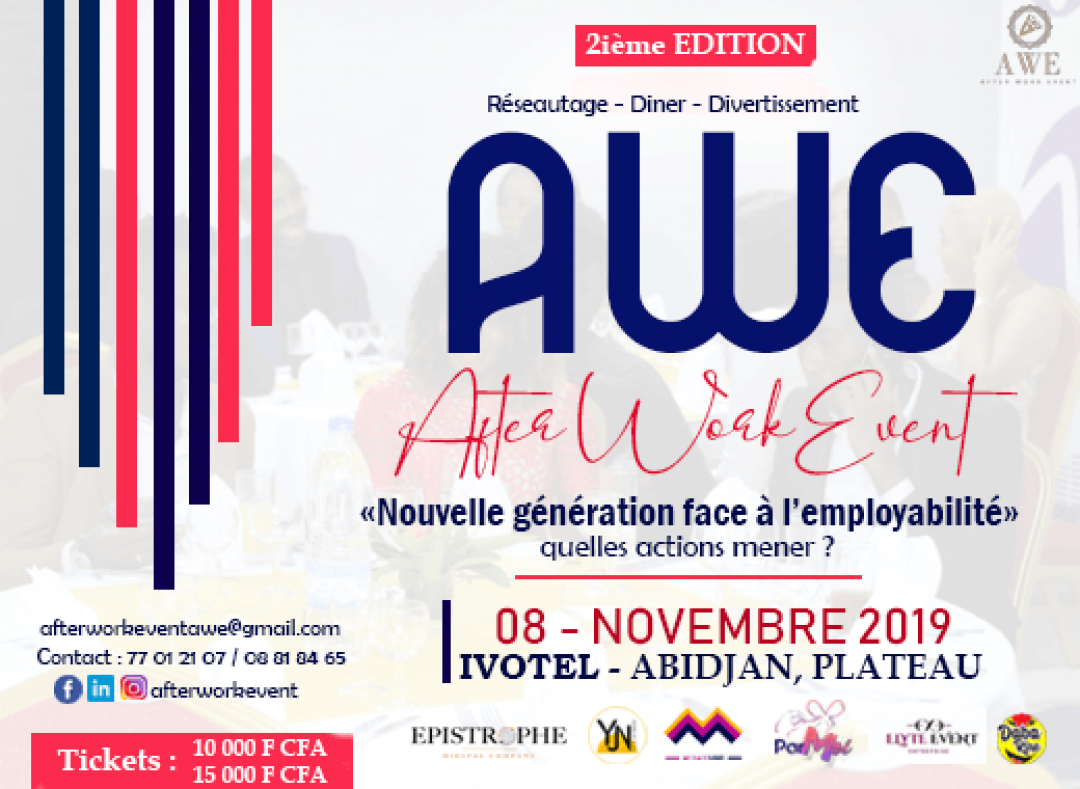 2ième EDITION
AWE
AFTER WORK EVENT
Réseautage - Diner - Divertissement
AWE
After Work Event
«Nouvelle génération face à l'employabilité»
quelles actions mener ?
08 - NOVEMBRE 2019
IVOTEL - ABIDJAN, PLATEAU
afterworkeventawe@gmail.com
Contact : 77 01 21 07 / 08 81 84 65
afterworkevent
Tickets :
10 000 F CFA
15 000 F CFA
EPISTROPHE